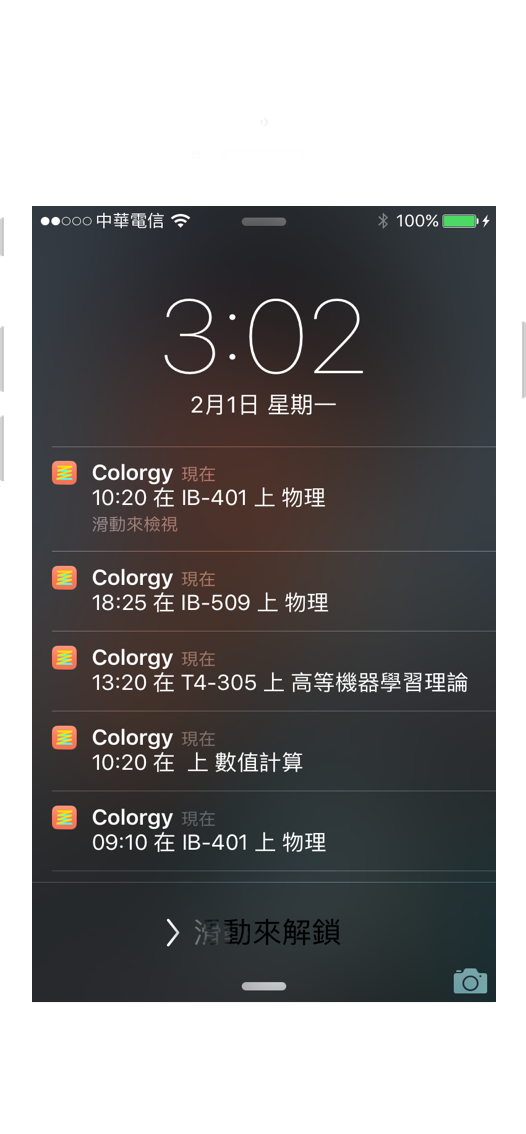 中華電信 100%
3:02
2月1日 星期一
Colorgy 現在
10:20 在 IB-401 上 物理
滑動來檢視
Colorgy 現在
18:25 在 IB-509 上 物理
Colorgy 現在
13:20 在 T4-305 上 高等機器學習理論
Colorgy 現在
10:20 在 上 數值計算
Colorgy 現在
09:10 在 IB-401 上 物理
滑動來解鎖